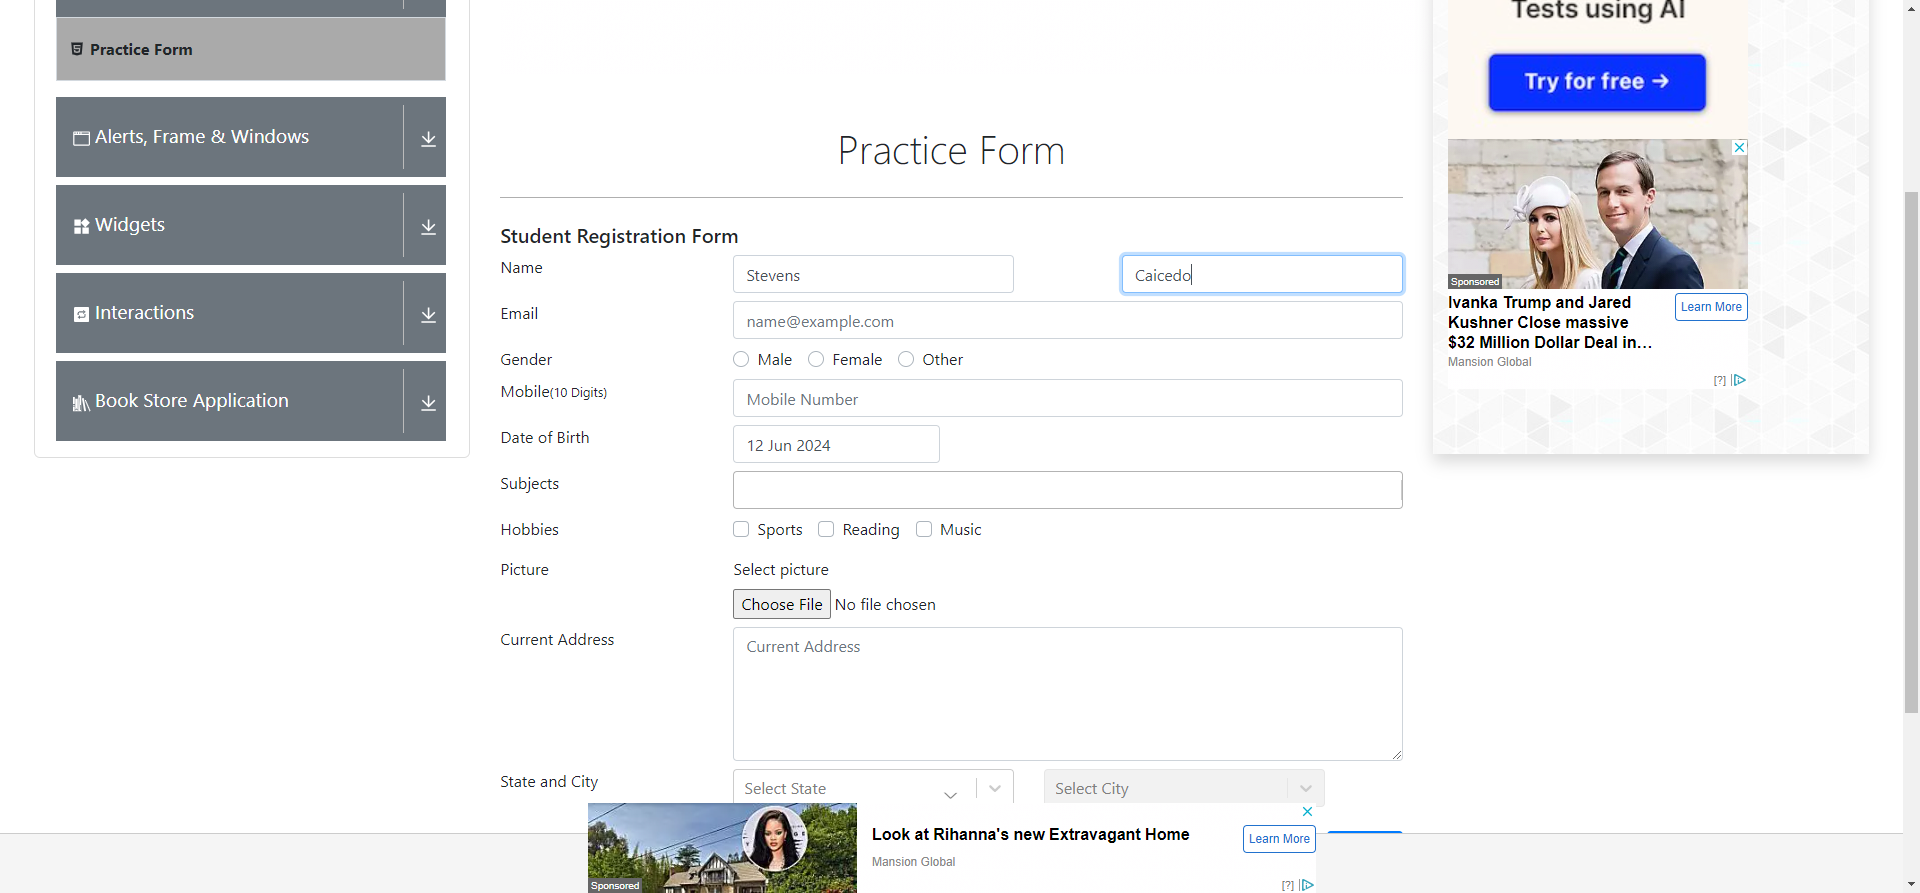 Practice Form
Alerts, Frame & Windows
Widgets
Interactions
Book Store Application
Practice Form
Student Registration Form
Name
Stevens
Caicedo
Email
name@example.com
Gender
Male
Female
Other
Mobile(10 Digits)
Mobile Number
Date of Birth
12 Jun 2024
Subjects
Hobbies
Sports
Reading
Music
Picture
Select picture
Choose File
No file chosen
Current Address
Current Address
State and City
Select State
Select City
Tests using AI
Try for free →
Sponsored
Ivanka Trump and Jared
Kushner Close massive
$32 Million Dollar Deal in...
Learn More
Mansion Global
[?]
Sponsored
Look at Rihanna's new Extravagant Home
Mansion Global
Learn More
[?]